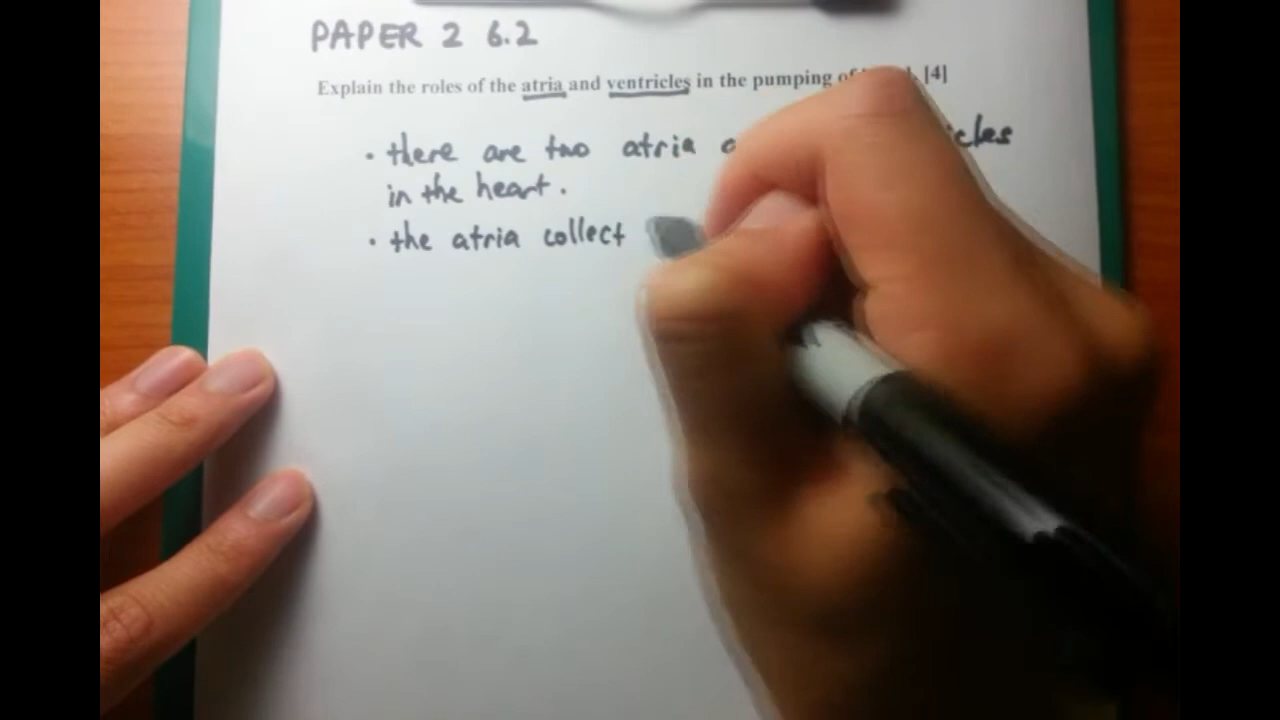 PAPER 2 6.2
Explain the roles of the atria and ventricles in the pumping of [4]
• there are two atria
in the heart.
• the atria collect